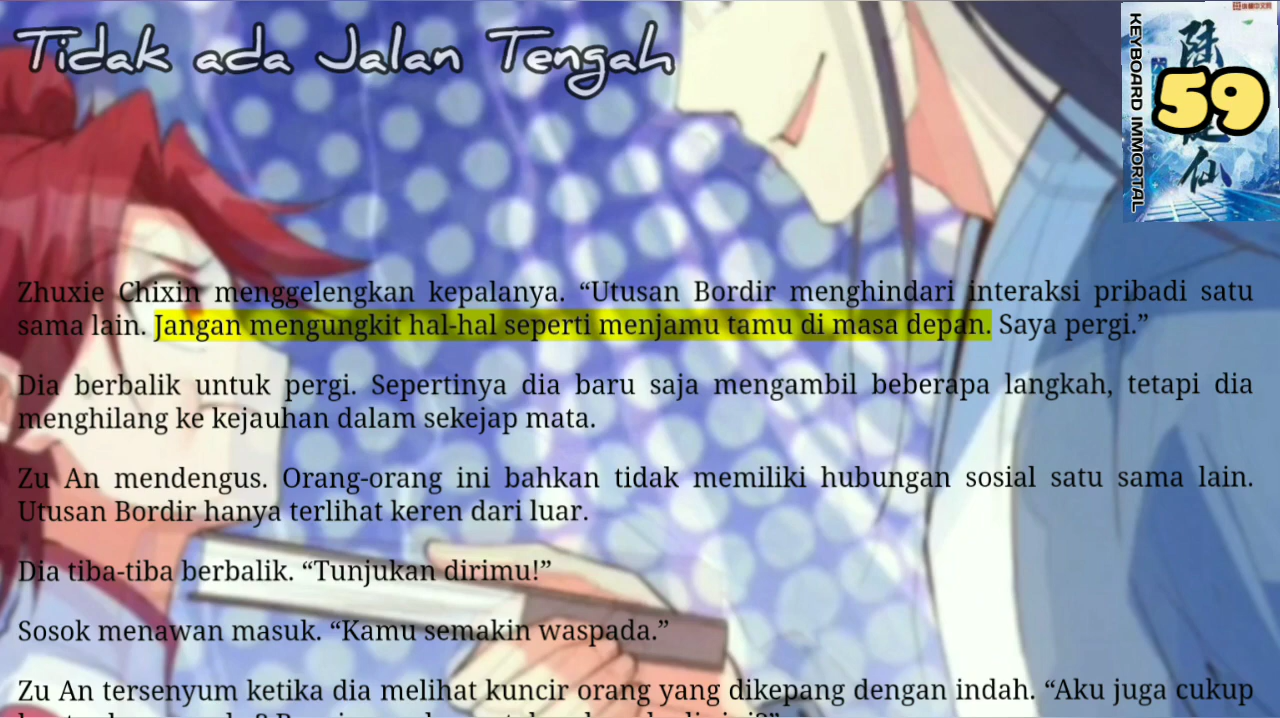 Tidak ada Jalan Tengah
KEYBOARD IMMORTAL
59
仙
Zhuxie Chixin menggelengkan kepalanya. “Utusan Bordir menghindari interaksi pribadi satu
sama lain. Jangan mengungkit hal-hal seperti menjamu tamu di masa depan. Saya pergi.”
Dia berbalik untuk pergi. Sepertinya dia baru saja mengambil beberapa langkah, tetapi dia
menghilang ke kejauhan dalam sekejap mata.
Zu An mendengus. Orang-orang ini bahkan tidak memiliki hubungan sosial satu sama lain.
Utusan Bordir hanya terlihat keren dari luar.
Dia tiba-tiba berbalik. “Tunjukan dirimu!”
Sosok menawan masuk. “Kamu semakin waspada.”
Zu An tersenyum ketika dia melihat kuncir orang yang dikepang dengan indah. “Aku juga cukup